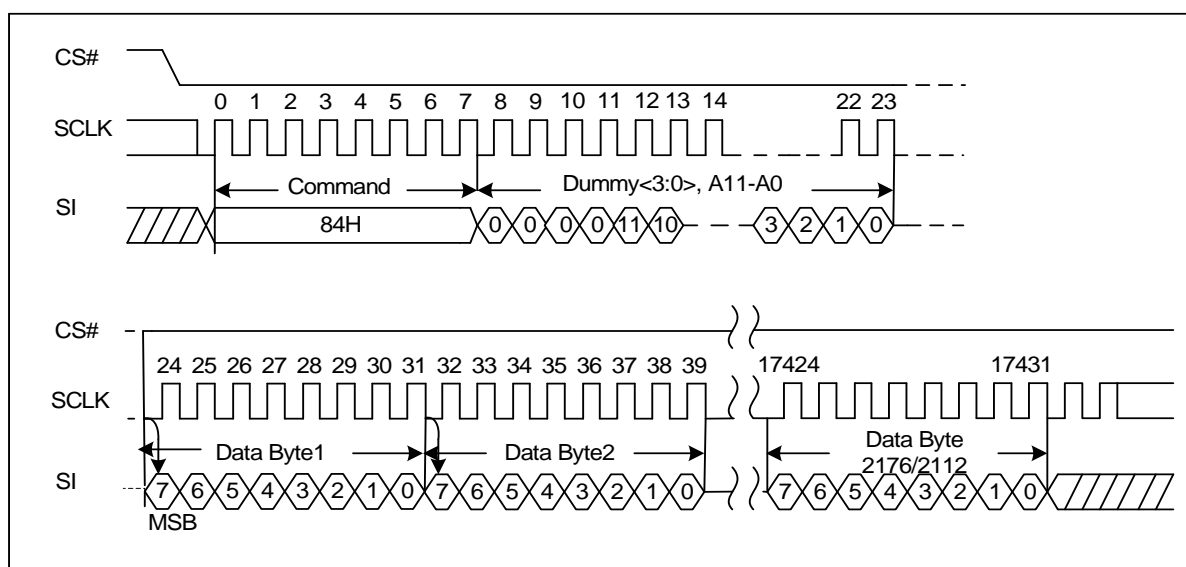 CS#
0 1 2 3 4 5 6 7 8 9 10 11 12 13 14 22 23
SCLK
Command Dummy<3:0>, A11-A0
SI 84H 0 0 0 0 11 10 3 2 1 0
CS#
24 25 26 27 28 29 30 31 32 33 34 35 36 37 38 39 17424 17431
SCLK
Data Byte1 Data Byte2 Data Byte
2176/2112
SI 7 6 5 4 3 2 1 0 7 6 5 4 3 2 1 0 7 6 5 4 3 2 1 0
MSB